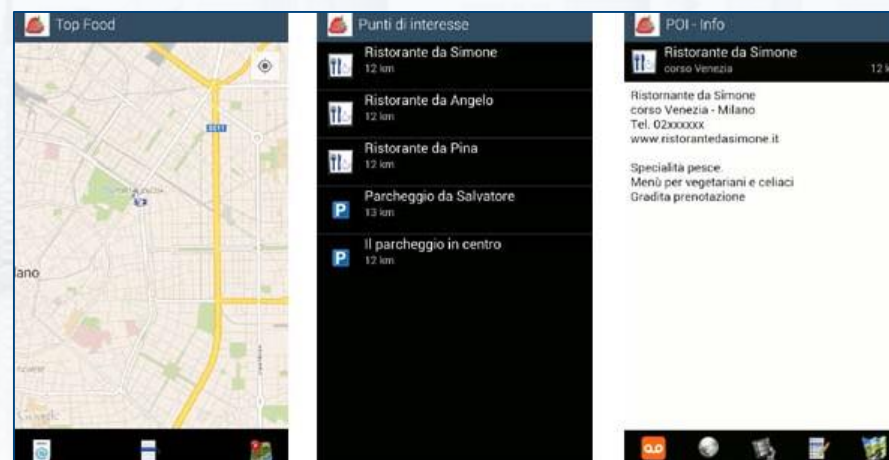 Top Food
ano
Google
Punti di interesse
Ristorante da Simone
12 km
Ristorante da Angelo
12 km
Ristorante da Pina
12 km
P
Parcheggio da Salvatore
13 km
P
Il parcheggio in centro
12 km
POI - Info
Ristorante da Simone
corso Venezia
12 k
Ristornante da Simone
corso Venezia - Milano
Tel. 02xxxxxx
www.ristorantedasimone.it
Specialità pesce.
Menù per vegetariani e celiaci
Gradita prenotazione